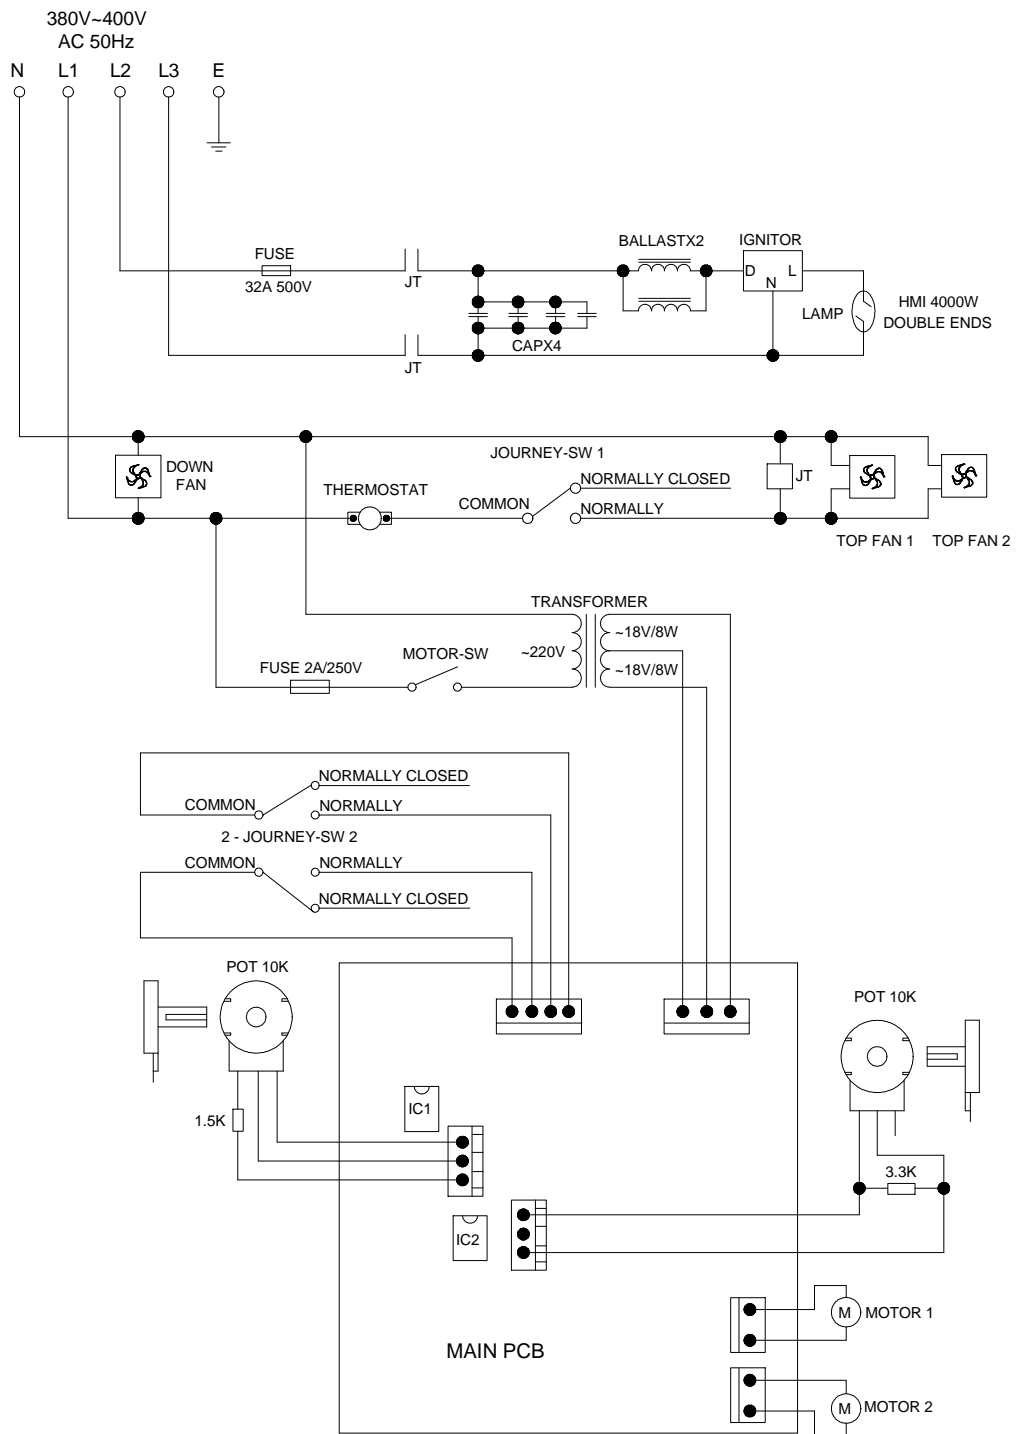 380V~400V
AC 50Hz
N L1 L2 L3 E
FUSE
32A 500V
JT
JT
CAPX4
BALLASTX2
IGNITOR
D L
N
LAMP
HMI 4000W
DOUBLE ENDS
DOWN
FAN
THERMOSTAT
JOURNEY-SW 1
COMMON
NORMALLY CLOSED
NORMALLY
JT
TOP FAN 1
TOP FAN 2
TRANSFORMER
~220V
~18V/8W
~18V/8W
FUSE 2A/250V
MOTOR-SW
COMMON
NORMALLY CLOSED
NORMALLY
2 - JOURNEY-SW 2
COMMON
NORMALLY
NORMALLY CLOSED
POT 10K
1.5K
IC1
IC2
POT 10K
3.3K
MAIN PCB
M MOTOR 1
M MOTOR 2